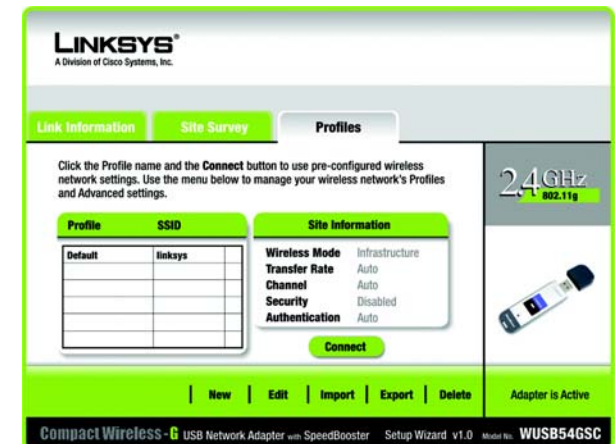 LINKSYS®
A Division of Cisco Systems, Inc.
Link Information
Site Survey
Profiles
Click the Profile name and the Connect button to use pre-configured wireless
network settings. Use the menu below to manage your wireless network's Profiles
and Advanced settings.
2.4GHz
802.11g
Profile SSID
Default linksys
Site Information
Wireless Mode Infrastructure
Transfer Rate Auto
Channel Auto
Security Disabled
Authentication Auto
Connect
New | Edit | Import | Export | Delete
Adapter is Active
Compact Wireless-G USB Network Adapter with SpeedBooster Setup Wizard v1.0 Model No. WUSB54GSC